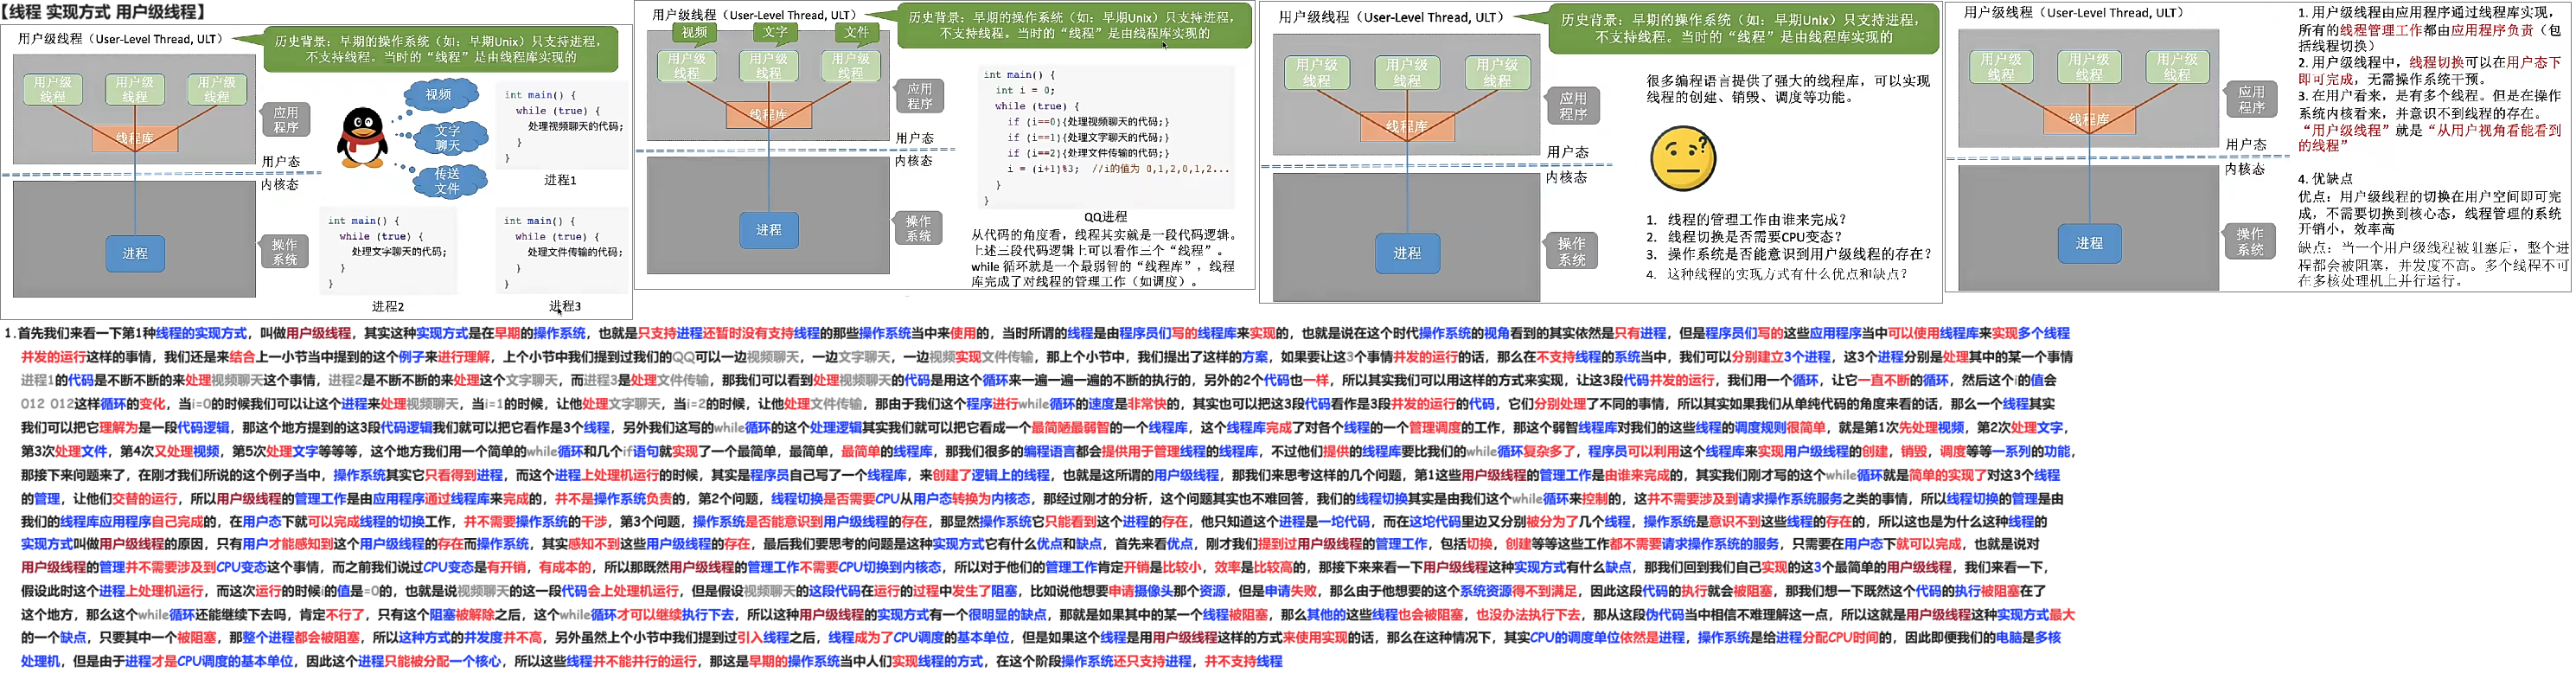 【线程 实现方式 用户级线程】
用户级线程（User-Level Thread, ULT）
历史背景：早期的操作系统（如：早期Unix）只支持进程，
不支持线程。当时的“线程”是由线程库实现的
用户级
线程
用户级
线程
用户级
线程
线程库
应用
程序
用户态
内核态
进程
操作
系统
视频
文字
聊天
传送
文件
int main() {
while (true) {
处理视频聊天的代码;
}
}
进程1
int main() {
while (true) {
处理文字聊天的代码;
}
}
进程2
int main() {
while (true) {
处理文件传输的代码;
}
}
进程3
用户级线程（User-Level Thread, ULT）
历史背景：早期的操作系统（如：早期Unix）只支持进程，
不支持线程。当时的“线程”是由线程库实现的
视频
文字
文件
用户级
线程
用户级
线程
用户级
线程
线程库
应用
程序
用户态
内核态
进程
操作
系统
int main() {
int i = 0;
while (true) {
if (i==0){处理视频聊天的代码;}
if (i==1){处理文字聊天的代码;}
if (i==2){处理文件传输的代码;}
i = (i+1)%3; //i的值为 0,1,2,0,1,2...
}
}
QQ进程
从代码的角度看，线程其实就是一段代码逻辑。
上述三段代码逻辑上可以看作三个“线程”。
while 循环就是一个最弱智的“线程库”，线程
库完成了对线程的管理工作（如调度）。
用户级线程（User-Level Thread, ULT）
历史背景：早期的操作系统（如：早期Unix）只支持进程，
不支持线程。当时的“线程”是由线程库实现的
用户级
线程
用户级
线程
用户级
线程
线程库
应用
程序
用户态
内核态
进程
操作
系统
很多编程语言提供了强大的线程库，可以实现
线程的创建、销毁、调度等功能。
1. 线程的管理工作由谁来完成？
2. 线程切换是否需要CPU变态？
3. 操作系统是否能意识到用户级线程的存在？
4. 这种线程的实现方式有什么优点和缺点？
用户级线程（User-Level Thread, ULT）
用户级
线程
用户级
线程
用户级
线程
线程库
应用
程序
用户态
内核态
进程
操作
系统
1. 用户级线程由应用程序通过线程库实现，
所有的线程管理工作都由应用程序负责（包
括线程切换）
2. 用户级线程中，线程切换可以在用户态下
即可完成，无需操作系统干预。
3. 在用户看来，是有多个线程。但是在操作
系统内核看来，并意识不到线程的存在。
“用户级线程”就是“从用户视角看能看到
的线程”
4. 优缺点
优点：用户级线程的切换在用户空间即可完
成，不需要切换到核心态，线程管理的系统
开销小，效率高
缺点：当一个用户级线程被阻塞后，整个进
程都会被阻塞，并发度不高。多个线程不可
在多核处理机上并行运行。
1.首先我们来看一下第1种线程的实现方式，叫做用户级线程，其实这种实现方式是在早期的操作系统，也就是只支持进程还暂时没有支持线程的那些操作系统当中来使用的，当时所谓的线程是由程序员们写的线程库来实现的，也就是说在这个时代操作系统的视角看到的其实依然是只有进程，但是程序员们写的这些应用程序当中可以使用线程库来实现多个线程
并发的运行这样的事情，我们还是来结合上一小节当中提到的这个例子来进行理解，上个小节中我们提到过我们的QQ可以一边视频聊天，一边文字聊天，一边视频实现文件传输，那上个小节中，我们提出了这样的方案，如果要让这3个事情并发的运行的话，那么在不支持线程的系统当中，我们可以分别建立3个进程，这3个进程分别是处理其中的某一个事情
进程1的代码是不断不断的来处理视频聊天这个事情，进程2是不断不断的来处理这个文字聊天，而进程3是处理文件传输，那我们可以看到处理视频聊天的代码是用这个循环来一遍一遍一遍的不断的执行的，另外的2个代码也一样，所以其实我们可以用这样的方式来实现，让这3段代码并发的运行，我们用一个循环，让它一直不断的循环，然后这个i的值会
012 012这样循环的变化，当i=0的时候我们可以让这个进程来处理视频聊天，当i=1的时候，让他处理文字聊天，当i=2的时候，让他处理文件传输，那由于我们这个程序进行while循环的速度是非常快的，其实也可以把这3段代码看作是3段并发的运行的代码，它们分别处理了不同的事情，所以其实如果我们从单纯代码的角度来看的话，那么一个线程其实
我们可以把它理解为是一段代码逻辑，那这个地方提到的这3段代码逻辑我们就可以把它看作是3个线程，另外我们这写的while循环的这个处理逻辑其实我们就可以把它看成一个最简陋最弱智的一个线程库，这个线程库完成了对各个线程的一个管理调度的工作，那这个弱智线程库对我们的这些线程的调度规则很简单，就是第1次先处理视频，第2次处理文字，
第3次处理文件，第4次又处理视频，第5次处理文字等等等，这个地方我们用一个简单的while循环和几个if语句就实现了一个最简单，最简单，最简单的线程库，那我们很多的编程语言都会提供用于管理线程的线程库，不过他们提供的线程库要比我们的while循环复杂多了，程序员可以利用这个线程库来实现用户级线程的创建，销毁，调度等等一系列的功能，
那接下来问题来了，在刚才我们所说的这个例子当中，操作系统其实它只看得到进程，而这个进程上处理机运行的时候，其实是程序员自己写了一个线程库，来创建了逻辑上的线程，也就是这所谓的用户级线程，那我们来思考这样的几个问题，第1这些用户级线程的管理工作是由谁来完成的，其实我们刚才写的这个while循环就是简单的实现了对这3个线程
的管理，让他们交替的运行，所以用户级线程的管理工作是由应用程序通过线程库来完成的，并不是操作系统负责的，第2个问题，线程切换是否需要CPU从用户态转换为内核态，那经过刚才的分析，这个问题其实也不难回答，我们的线程切换其实是由我们这个while循环来控制的，这并不需要涉及到请求操作系统服务之类的事情，所以线程切换的管理是由
我们的线程库应用程序自己完成的，在用户态下就可以完成线程的切换工作，并不需要操作系统的干涉，第3个问题，操作系统是否能意识到用户级线程的存在，那显然操作系统它只能看到这个进程的存在，他只知道这个进程是一坨代码，而在这坨代码里边又分别被分为了几个线程，操作系统是意识不到这些线程的存在的，所以这也是为什么这种线程的
实现方式叫做用户级线程的原因，只有用户才能感知到这个用户级线程的存在而操作系统，其实感知不到这些用户级线程的存在，最后我们要思考的问题是这种实现方式它有什么优点和缺点，首先来看优点，刚才我们提到过用户级线程的管理工作，包括切换，创建等等这些工作都不需要请求操作系统的服务，只需要在用户态下就可以完成，也就是说对
用户级线程的管理并不需要涉及到CPU变态这个事情，而之前我们说过CPU变态是有开销，有成本的，所以那既然用户级线程的管理工作不需要CPU切换到内核态，所以对于他们的管理工作肯定开销是比较小，效率是比较高的，那接下来来看一下用户级线程这种实现方式有什么缺点，那我们回到我们自己实现的这3个最简单的用户级线程，我们来看一下，
假设此时这个进程上处理机运行，而这次运行的时候i的值是=0的，也就是说视频聊天的这一段代码会上处理机运行，但是假设视频聊天的这段代码在运行的过程中发生了阻塞，比如说他想要申请摄像头那个资源，但是申请失败，那么由于他想要的这个系统资源得不到满足，因此这段代码的执行就会被阻塞，那我们想一下既然这个代码的执行被阻塞在了
这个地方，那么这个while循环还能继续下去吗，肯定不行了，只有这个阻塞被解除之后，这个while循环才可以继续执行下去，所以这种用户级线程的实现方式有一个很明显的缺点，那就是如果其中的某一个线程被阻塞，那么其他的这些线程也会被阻塞，也没办法执行下去，那从这段伪代码当中相信不难理解这一点，所以这就是用户级线程这种实现方式最大
的一个缺点，只要其中一个被阻塞，那整个进程都会被阻塞，所以这种方式的并发度并不高，另外虽然上个小节中我们提到过引入线程之后，线程成为了CPU调度的基本单位，但是如果这个线程是用用户级线程这样的方式来使用实现的话，那么在这种情况下，其实CPU的调度单位依然是进程，操作系统是给进程分配CPU时间的，因此即便我们的电脑是多核
处理机，但是由于进程才是CPU调度的基本单位，因此这个进程只能被分配一个核心，所以这些线程并不能并行的运行，那这是早期的操作系统当中人们实现线程的方式，在这个阶段操作系统还只支持进程，并不支持线程